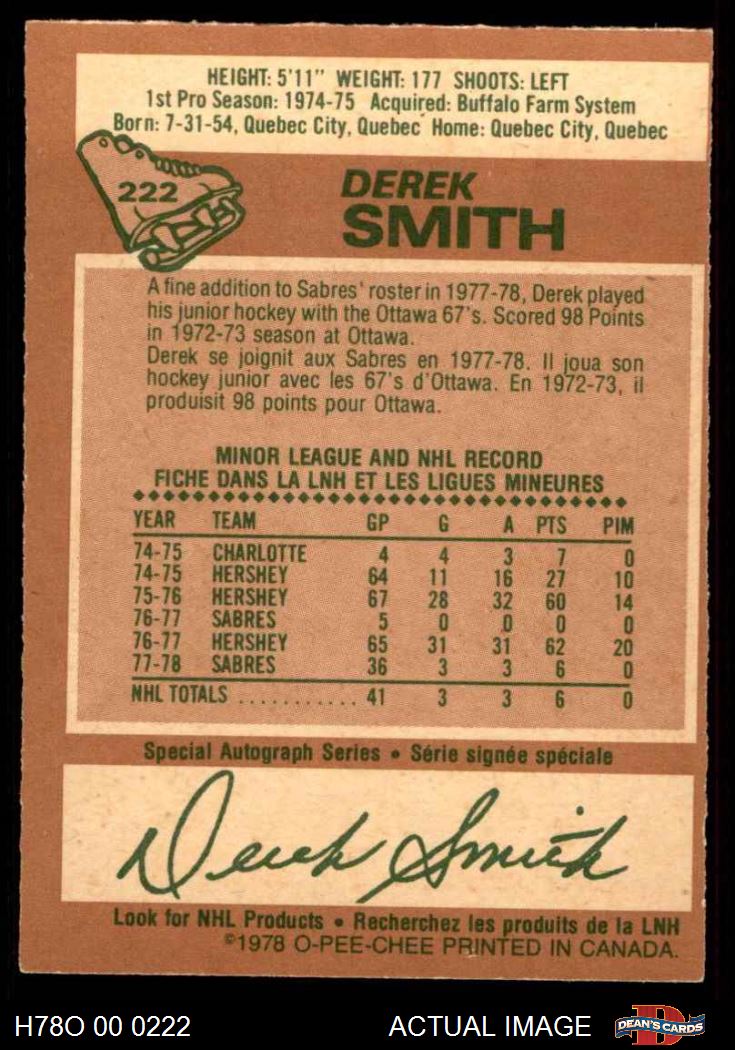 HEIGHT: 5'11" WEIGHT: 177 SHOOTS: LEFT
1st Pro Season: 1974-75 Acquired: Buffalo Farm System
Born: 7-31-54, Quebec City, Quebec Home: Quebec City, Quebec
222
DEREK
SMITH
A fine addition to Sabres' roster in 1977-78, Derek played
his junior hockey with the Ottawa 67's. Scored 98 Points
in 1972-73 season at Ottawa.
Derek se joignit aux Sabres en 1977-78. Il joua son
hockey junior avec les 67's d'Ottawa. En 1972-73, il
produisit 98 points pour Ottawa.
MINOR LEAGUE AND NHL RECORD
FICHE DANS LA LNH ET LES LIGUES MINEURES
YEAR TEAM GP G A PTS PIM
74-75 CHARLOTTE 4 4 3 7 0
74-75 HERSHEY 64 11 16 27 10
75-76 HERSHEY 67 28 32 60 14
76-77 SABRES 5 0 0 0 0
76-77 HERSHEY 65 31 31 62 20
77-78 SABRES 36 3 3 6 0
NHL TOTALS ........... 41 3 3 6 0
Special Autograph Series • Série signée spéciale
Derek Smith
Look for NHL Products • Recherchez les produits de la LNH
©1978 O-PEE-CHEE PRINTED IN CANADA.
H78O 00 0222 ACTUAL IMAGE DEAN'S CARDS